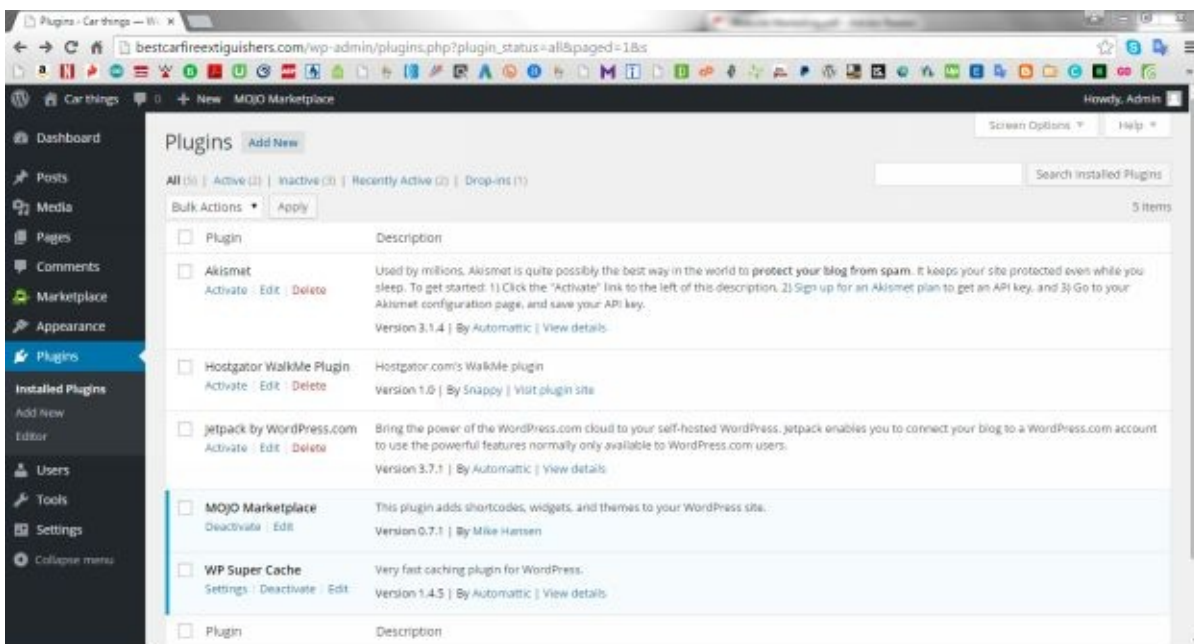 Plugins ‹ Car things — W
bestcarfireextiguishers.com/wp-admin/plugins.php?plugin_status=all&paged=1&s
Car things 0 + New MOJO Marketplace Howdy, Admin
Screen Options Help
Dashboard
Posts
Media
Pages
Comments
Marketplace
Appearance
Plugins
Installed Plugins
Add New
Editor
Users
Tools
Settings
Collapse menu
Plugins Add New
All (5) | Active (2) | Inactive (3) | Recently Active (2) | Drop-ins (1)
Search Installed Plugins
Bulk Actions Apply
5 items
Plugin Description
Akismet
Activate | Edit | Delete
Used by millions, Akismet is quite possibly the best way in the world to protect your blog from spam. It keeps your site protected even while you
sleep. To get started: 1) Click the "Activate" link to the left of this description, 2) Sign up for an Akismet plan to get an API key, and 3) Go to your
Akismet configuration page, and save your API key.
Version 3.1.4 | By Automattic | View details
Hostgator WalkMe Plugin
Activate | Edit | Delete
Hostgator.com's WalkMe plugin
Version 1.0 | By Snappy | Visit plugin site
Jetpack by WordPress.com
Activate | Edit | Delete
Bring the power of the WordPress.com cloud to your self-hosted WordPress. Jetpack enables you to connect your blog to a WordPress.com account
to use the powerful features normally only available to WordPress.com users.
Version 3.7.1 | By Automattic | View details
MOJO Marketplace
Deactivate | Edit
This plugin adds shortcodes, widgets, and themes to your WordPress site.
Version 0.7.1 | By Mike Hansen
WP Super Cache
Settings | Deactivate | Edit
Very fast caching plugin for WordPress.
Version 1.4.5 | By Automattic | View details
Plugin Description